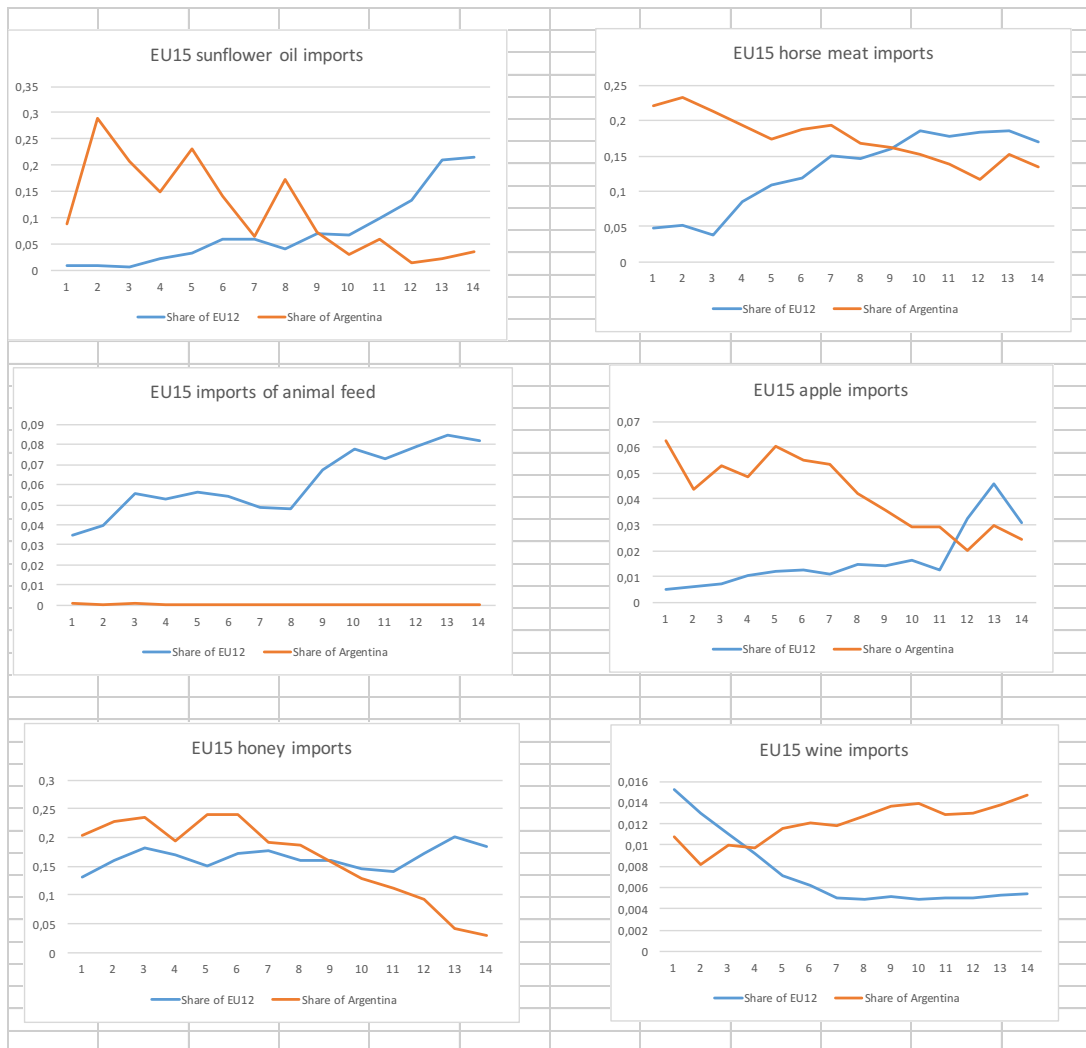 EU15 sunflower oil imports
0,35
0,3
0,25
0,2
0,15
0,1
0,05
0
1 2 3 4 5 6 7 8 9 10 11 12 13 14
Share of EU12 Share of Argentina
EU15 horse meat imports
0,25
0,2
0,15
0,1
0,05
0
1 2 3 4 5 6 7 8 9 10 11 12 13 14
Share of EU12 Share of Argentina
EU15 imports of animal feed
0,09
0,08
0,07
0,06
0,05
0,04
0,03
0,02
0,01
0
1 2 3 4 5 6 7 8 9 10 11 12 13 14
Share of EU12 Share of Argentina
EU15 apple imports
0,07
0,06
0,05
0,04
0,03
0,02
0,01
0
1 2 3 4 5 6 7 8 9 10 11 12 13 14
Share of EU12 Share o Argentina
EU15 honey imports
0,3
0,25
0,2
0,15
0,1
0,05
0
1 2 3 4 5 6 7 8 9 10 11 12 13 14
Share of EU12 Share of Argentina
EU15 wine imports
0,016
0,014
0,012
0,01
0,008
0,006
0,004
0,002
0
1 2 3 4 5 6 7 8 9 10 11 12 13 14
Share of EU12 Share of Argentina